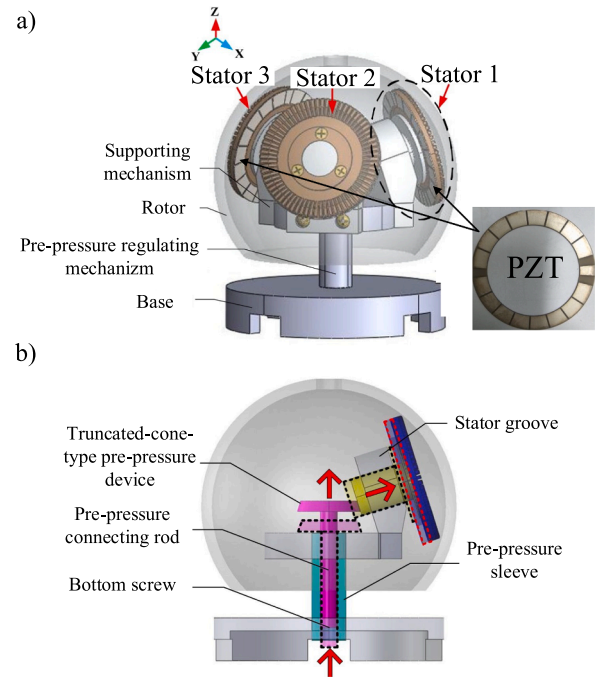 a)
Z
Y
X
Stator 3
Stator 2
Stator 1
Supporting
mechanism
Rotor
Pre-pressure regulating
mechanizm
Base
PZT
b)
Truncated-cone-
type pre-pressure
device
Stator groove
Pre-pressure
connecting rod
Bottom screw
Pre-pressure
sleeve